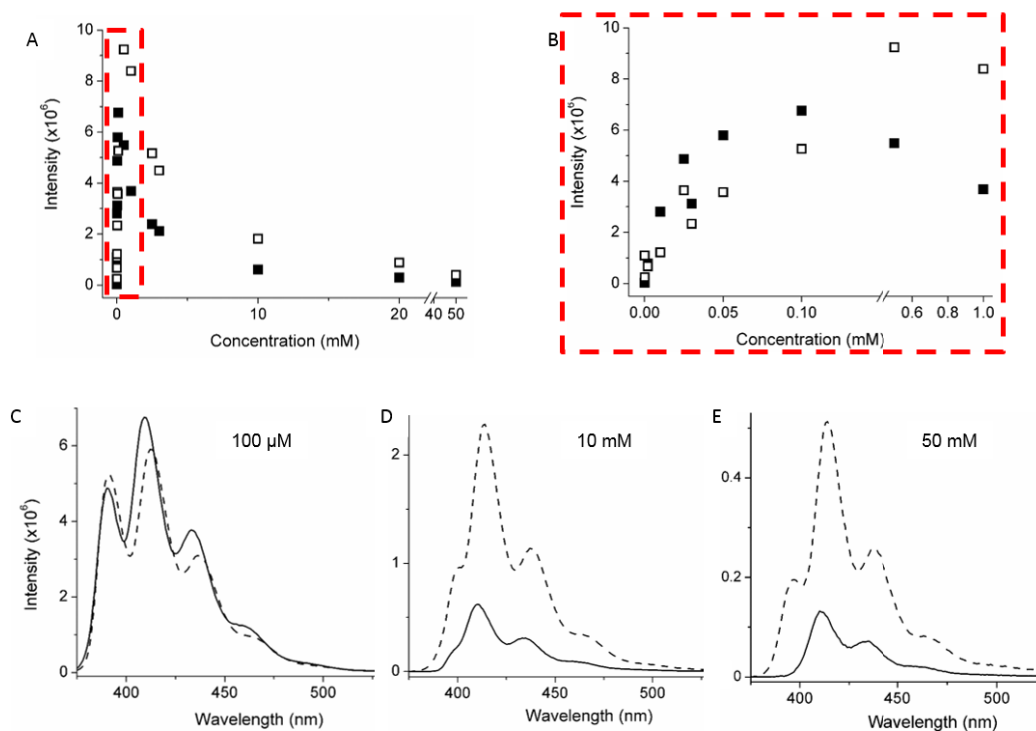 A
10
8
6
4
2
0
Intensity (x10⁶)
0 10 20 40 50
Concentration (mM)
B
10
8
6
4
2
0
Intensity (x10⁶)
0.00 0.05 0.10 0.6 0.8 1.0
Concentration (mM)
C
100 µM
6
4
2
0
Intensity (x10⁶)
400 450 500
Wavelength (nm)
D
10 mM
2
1
0
400 450 500
Wavelength (nm)
E
50 mM
0.4
0.2
0
400 450 500
Wavelength (nm)